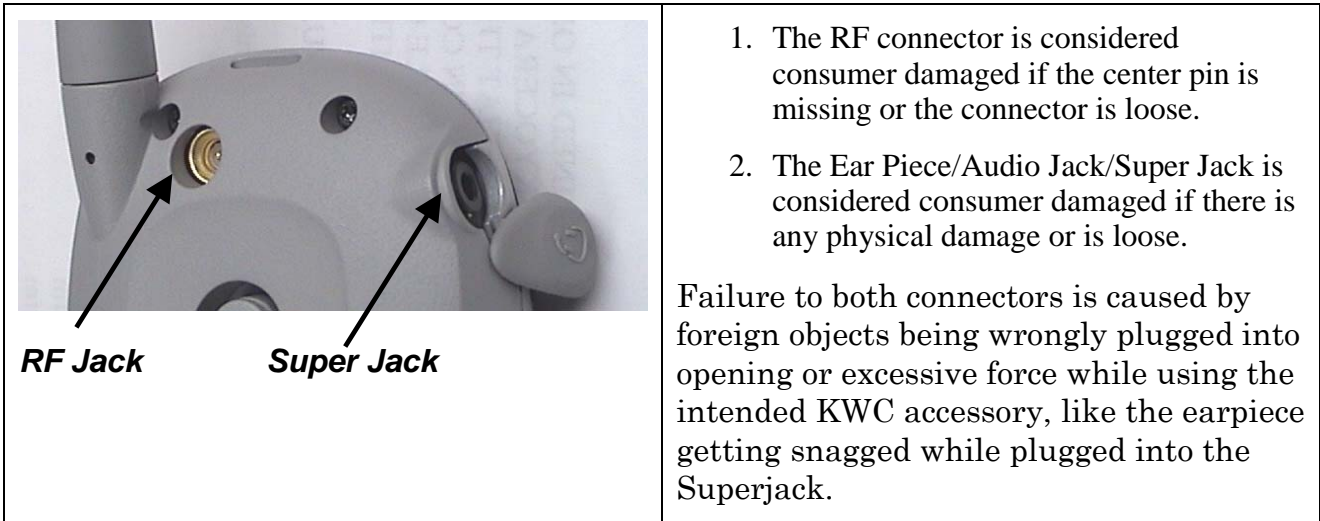 RF Jack
Super Jack
1. The RF connector is considered
consumer damaged if the center pin is
missing or the connector is loose.
2. The Ear Piece/Audio Jack/Super Jack is
considered consumer damaged if there is
any physical damage or is loose.
Failure to both connectors is caused by
foreign objects being wrongly plugged into
opening or excessive force while using the
intended KWC accessory, like the earpiece
getting snagged while plugged into the
Superjack.